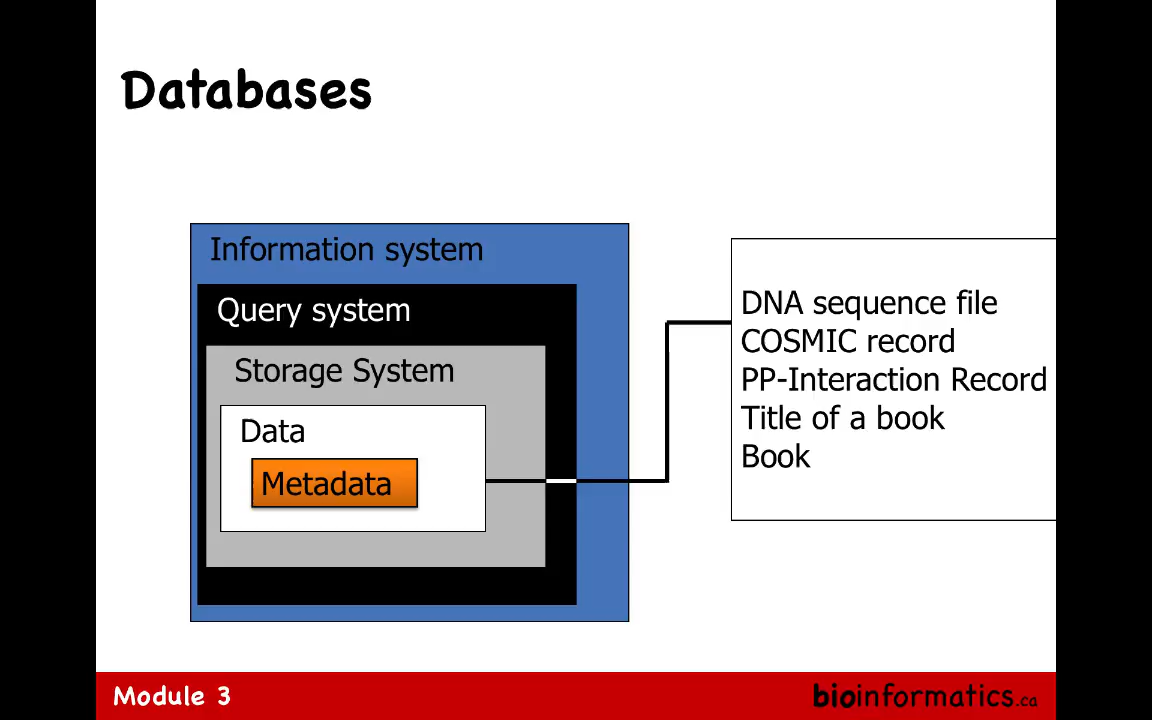 Databases
Information system
Query system
Storage System
Data
Metadata
DNA sequence file
COSMIC record
PP-Interaction Record
Title of a book
Book
Module 3
bioinformatics.ca